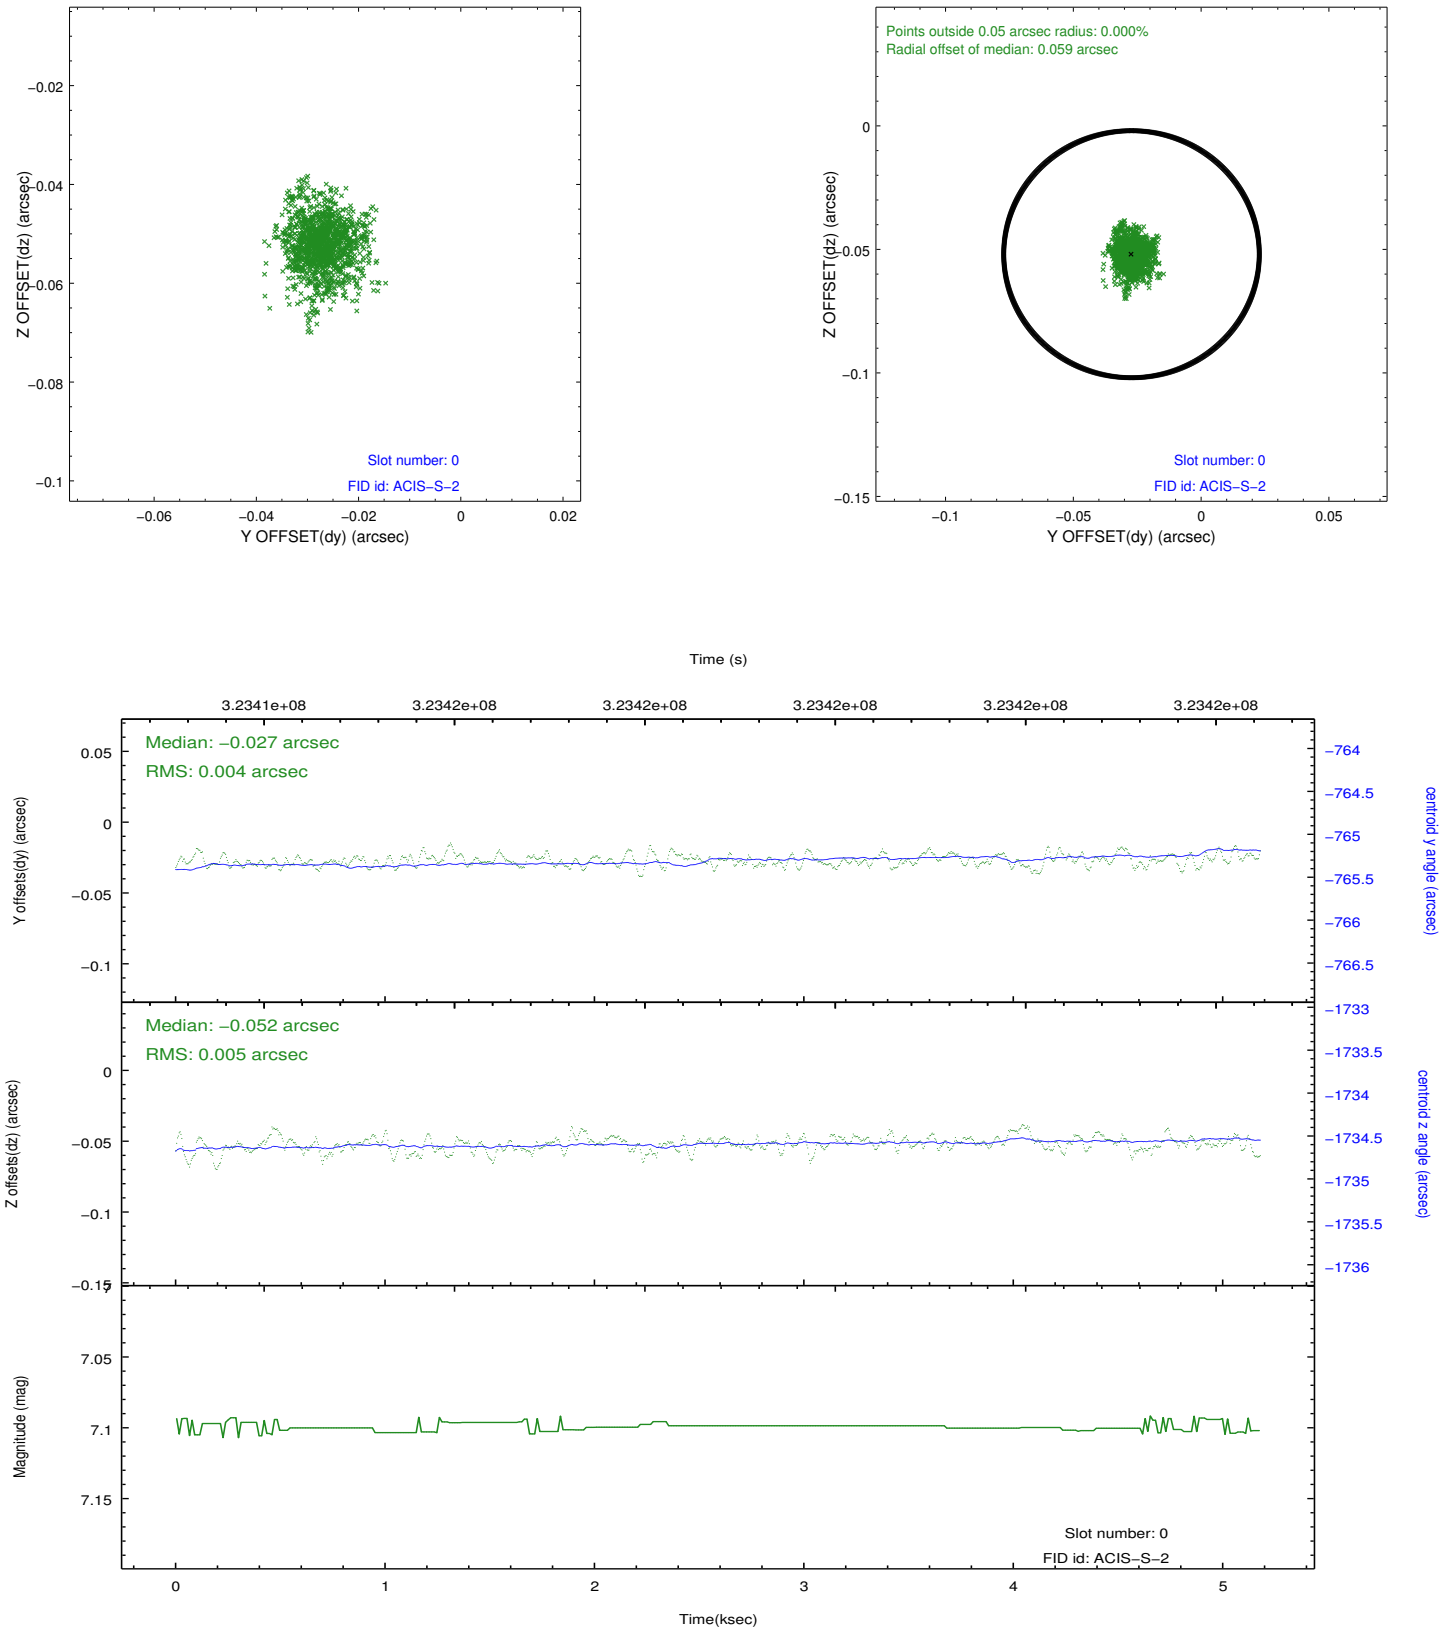 −0.02
−0.04
−0.06
−0.08
−0.1
Z OFFSET(dz) (arcsec)
Slot number: 0
FID id: ACIS−S−2
−0.06
−0.04
−0.02
0
0.02
Y OFFSET(dy) (arcsec)
Points outside 0.05 arcsec radius: 0.000%
Radial offset of median: 0.059 arcsec
0
−0.05
−0.1
−0.15
Z OFFSET(dz) (arcsec)
Slot number: 0
FID id: ACIS−S−2
−0.1
−0.05
0
0.05
Y OFFSET(dy) (arcsec)
Time (s)
3.2341e+08
3.2342e+08
3.2342e+08
3.2342e+08
3.2342e+08
3.2342e+08
Median: −0.027 arcsec
RMS: 0.004 arcsec
0.05
0
−0.05
−0.1
Y offsets(dy) (arcsec)
−764
−764.5
−765
−765.5
−766
−766.5
centroid y angle (arcsec)
Median: −0.052 arcsec
RMS: 0.005 arcsec
0
−0.05
−0.1
−0.15
Z offsets(dz) (arcsec)
−1733
−1733.5
−1734
−1734.5
−1735
−1735.5
−1736
centroid z angle (arcsec)
7
7.05
7.1
7.15
Magnitude (mag)
Slot number: 0
FID id: ACIS−S−2
0
1
2
3
4
5
Time(ksec)